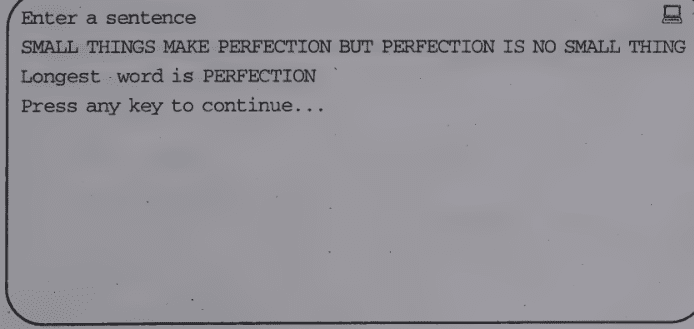 Enter a sentence
SMALL THINGS MAKE PERFECTION BUT PERFECTION IS NO SMALL THING
Longest word is PERFECTION
Press any key to continue...